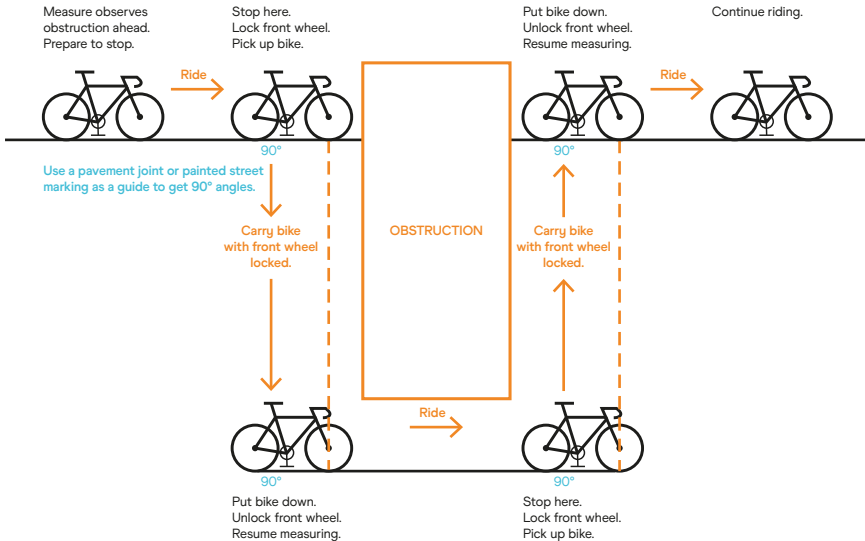 Measure observes
obstruction ahead.
Prepare to stop.
Stop here.
Lock front wheel.
Pick up bike.
Put bike down.
Unlock front wheel.
Resume measuring.
Continue riding.
Ride
Ride
90°
90°
Use a pavement joint or painted street
marking as a guide to get 90° angles.
Carry bike
with front wheel
locked.
OBSTRUCTION
Carry bike
with front wheel
locked.
Ride
90°
90°
Put bike down.
Unlock front wheel.
Resume measuring.
Stop here.
Lock front wheel.
Pick up bike.